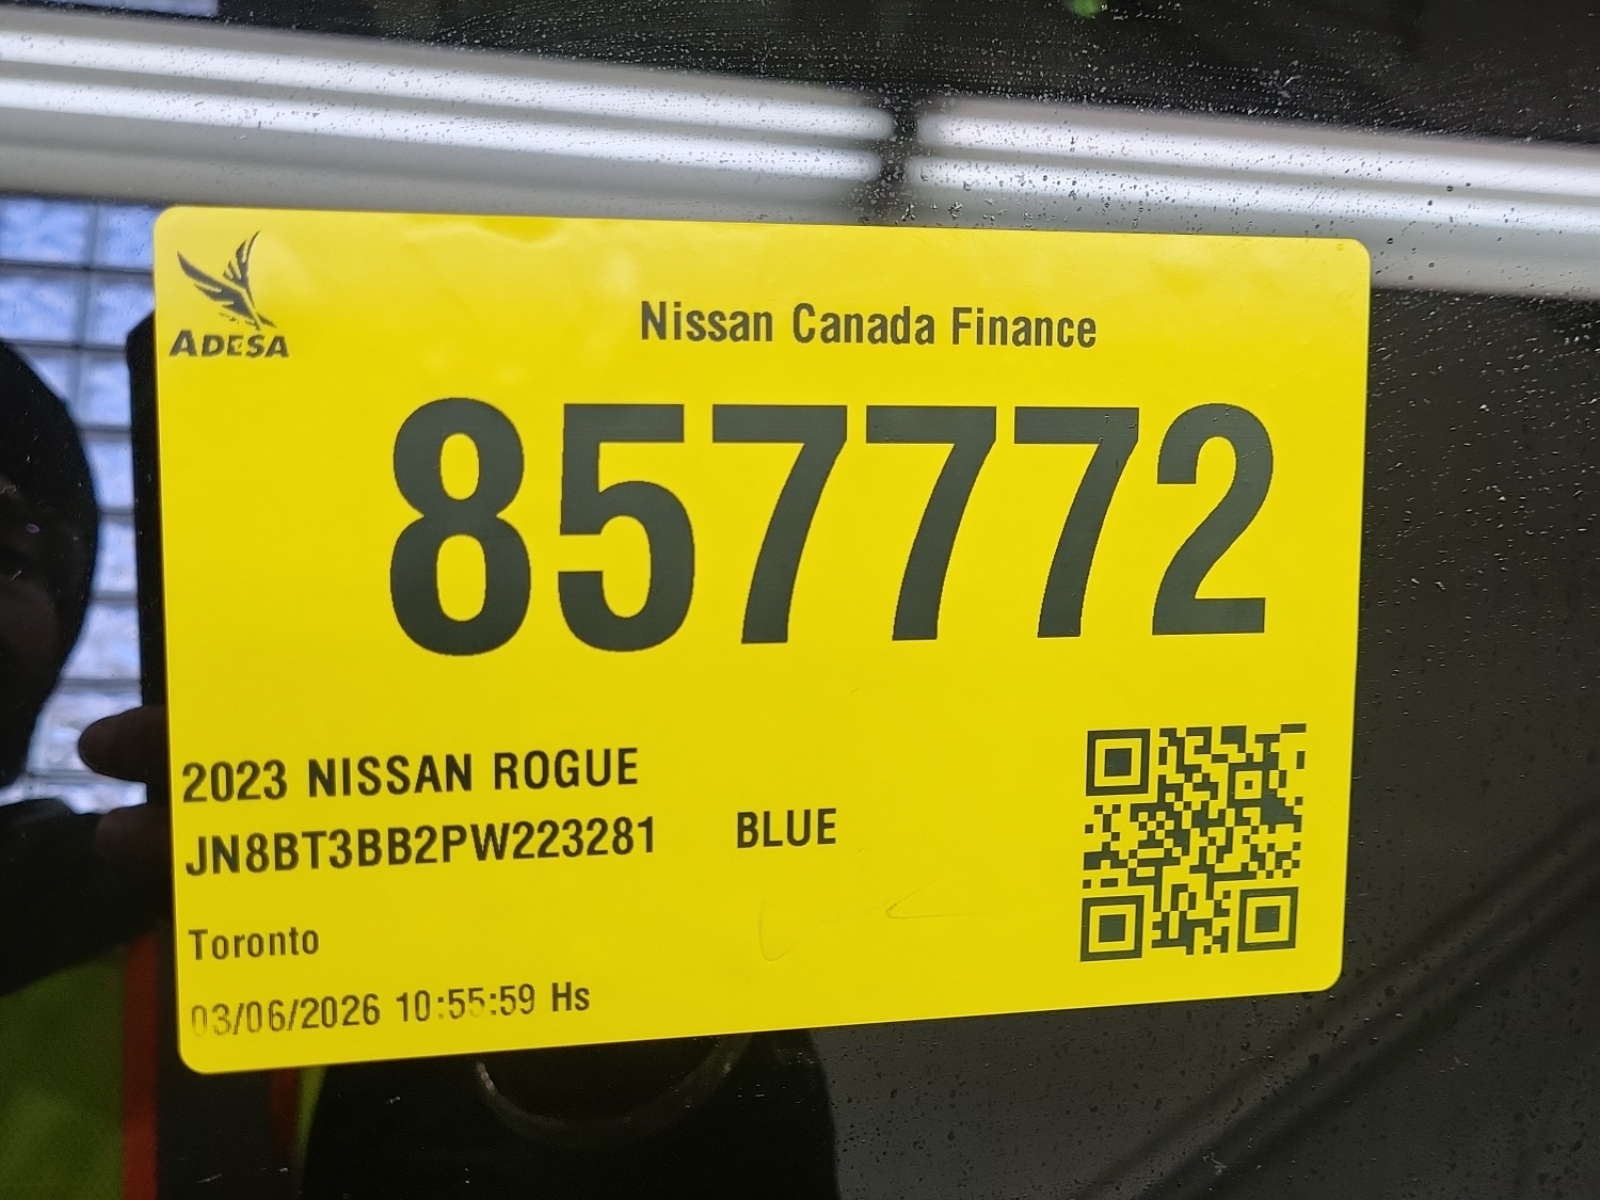 ADESA
Nissan Canada Finance
857772
2023 NISSAN ROGUE
JN8BT3BB2PW223281 BLUE
Toronto
03/06/2026 10:55:59 Hs